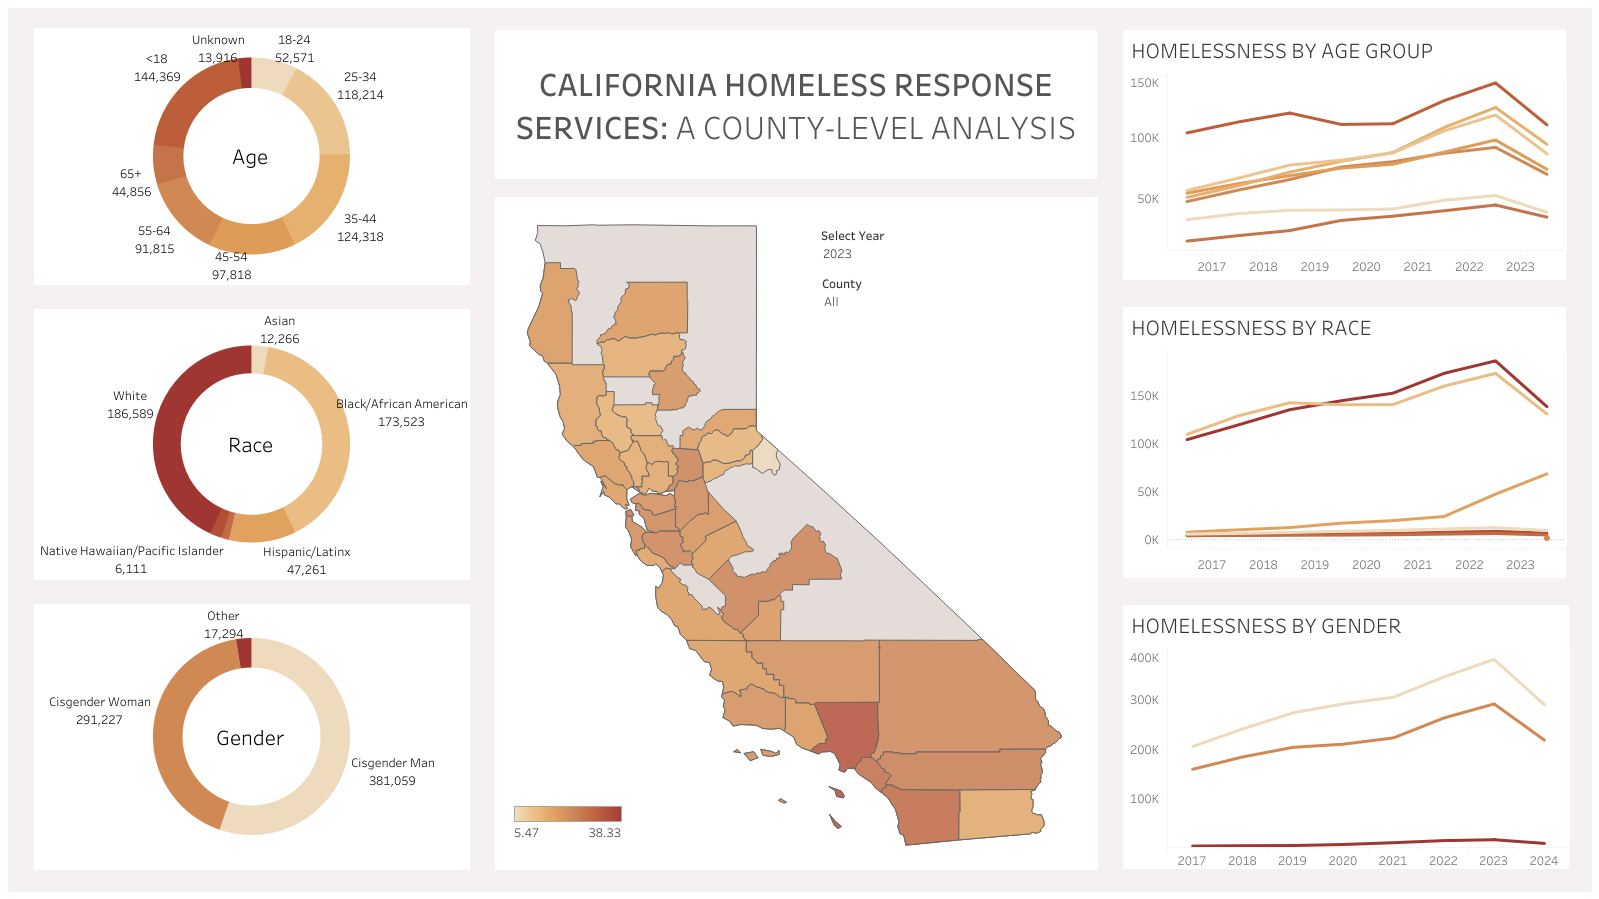 Unknown
13,916
18-24
52,571
<18
144,369
25-34
118,214
Age
65+
44,856
35-44
124,318
55-64
91,815
45-54
97,818
Asian
12,266
White
186,589
Black/African American
173,523
Race
Native Hawaiian/Pacific Islander
6,111
Hispanic/Latinx
47,261
Other
17,294
Cisgender Woman
291,227
Gender
Cisgender Man
381,059
CALIFORNIA HOMELESS RESPONSE
SERVICES: A COUNTY-LEVEL ANALYSIS
Select Year
2023
County
All
5.47 38.33
HOMELESSNESS BY AGE GROUP
150K
100K
50K
2017 2018 2019 2020 2021 2022 2023
HOMELESSNESS BY RACE
150K
100K
50K
0K
2017 2018 2019 2020 2021 2022 2023
HOMELESSNESS BY GENDER
400K
300K
200K
100K
2017 2018 2019 2020 2021 2022 2023 2024